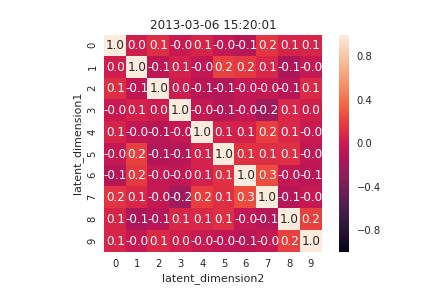 2013-03-06 15:20:01
latent_dimension1
0 1.0 0.0 0.1 -0.0 0.1 -0.0 -0.1 0.2 0.1 0.1
1 0.0 1.0 -0.1 0.1 -0.0 0.2 0.2 0.1 -0.1 -0.0
2 0.1 -0.1 1.0 0.0 -0.1 -0.1 -0.0 -0.0 -0.1 0.1
3 -0.0 0.1 0.0 1.0 -0.0 -0.1 -0.0 -0.2 0.1 0.0
4 0.1 -0.0 -0.1 -0.0 1.0 0.1 0.1 0.2 0.1 -0.0
5 -0.0 0.2 -0.1 -0.1 0.1 1.0 0.1 0.1 0.1 -0.0
6 -0.1 0.2 -0.0 -0.0 0.1 0.1 1.0 0.3 -0.0 -0.1
7 0.2 0.1 -0.0 -0.2 0.2 0.1 0.3 1.0 -0.1 -0.0
8 0.1 -0.1 -0.1 0.1 0.1 0.1 -0.0 -0.1 1.0 0.2
9 0.1 -0.0 0.1 0.0 -0.0 -0.0 -0.1 -0.0 0.2 1.0
0 1 2 3 4 5 6 7 8 9
latent_dimension2
0.8
0.4
0.0
-0.4
-0.8